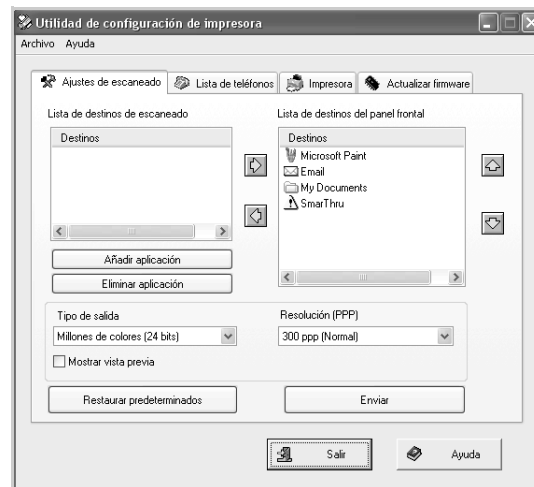 Utilidad de configuración de impresora
Archivo Ayuda
Ajustes de escaneado Lista de teléfonos Impresora Actualizar firmware
Lista de destinos de escaneado Lista de destinos del panel frontal
Destinos Destinos
Microsoft Paint
Email
My Documents
SmarThru
Añadir aplicación
Eliminar aplicación
Tipo de salida Resolución (PPP)
Millones de colores (24 bits) 300 ppp (Normal)
Mostrar vista previa
Restaurar predeterminados Enviar
Salir Ayuda